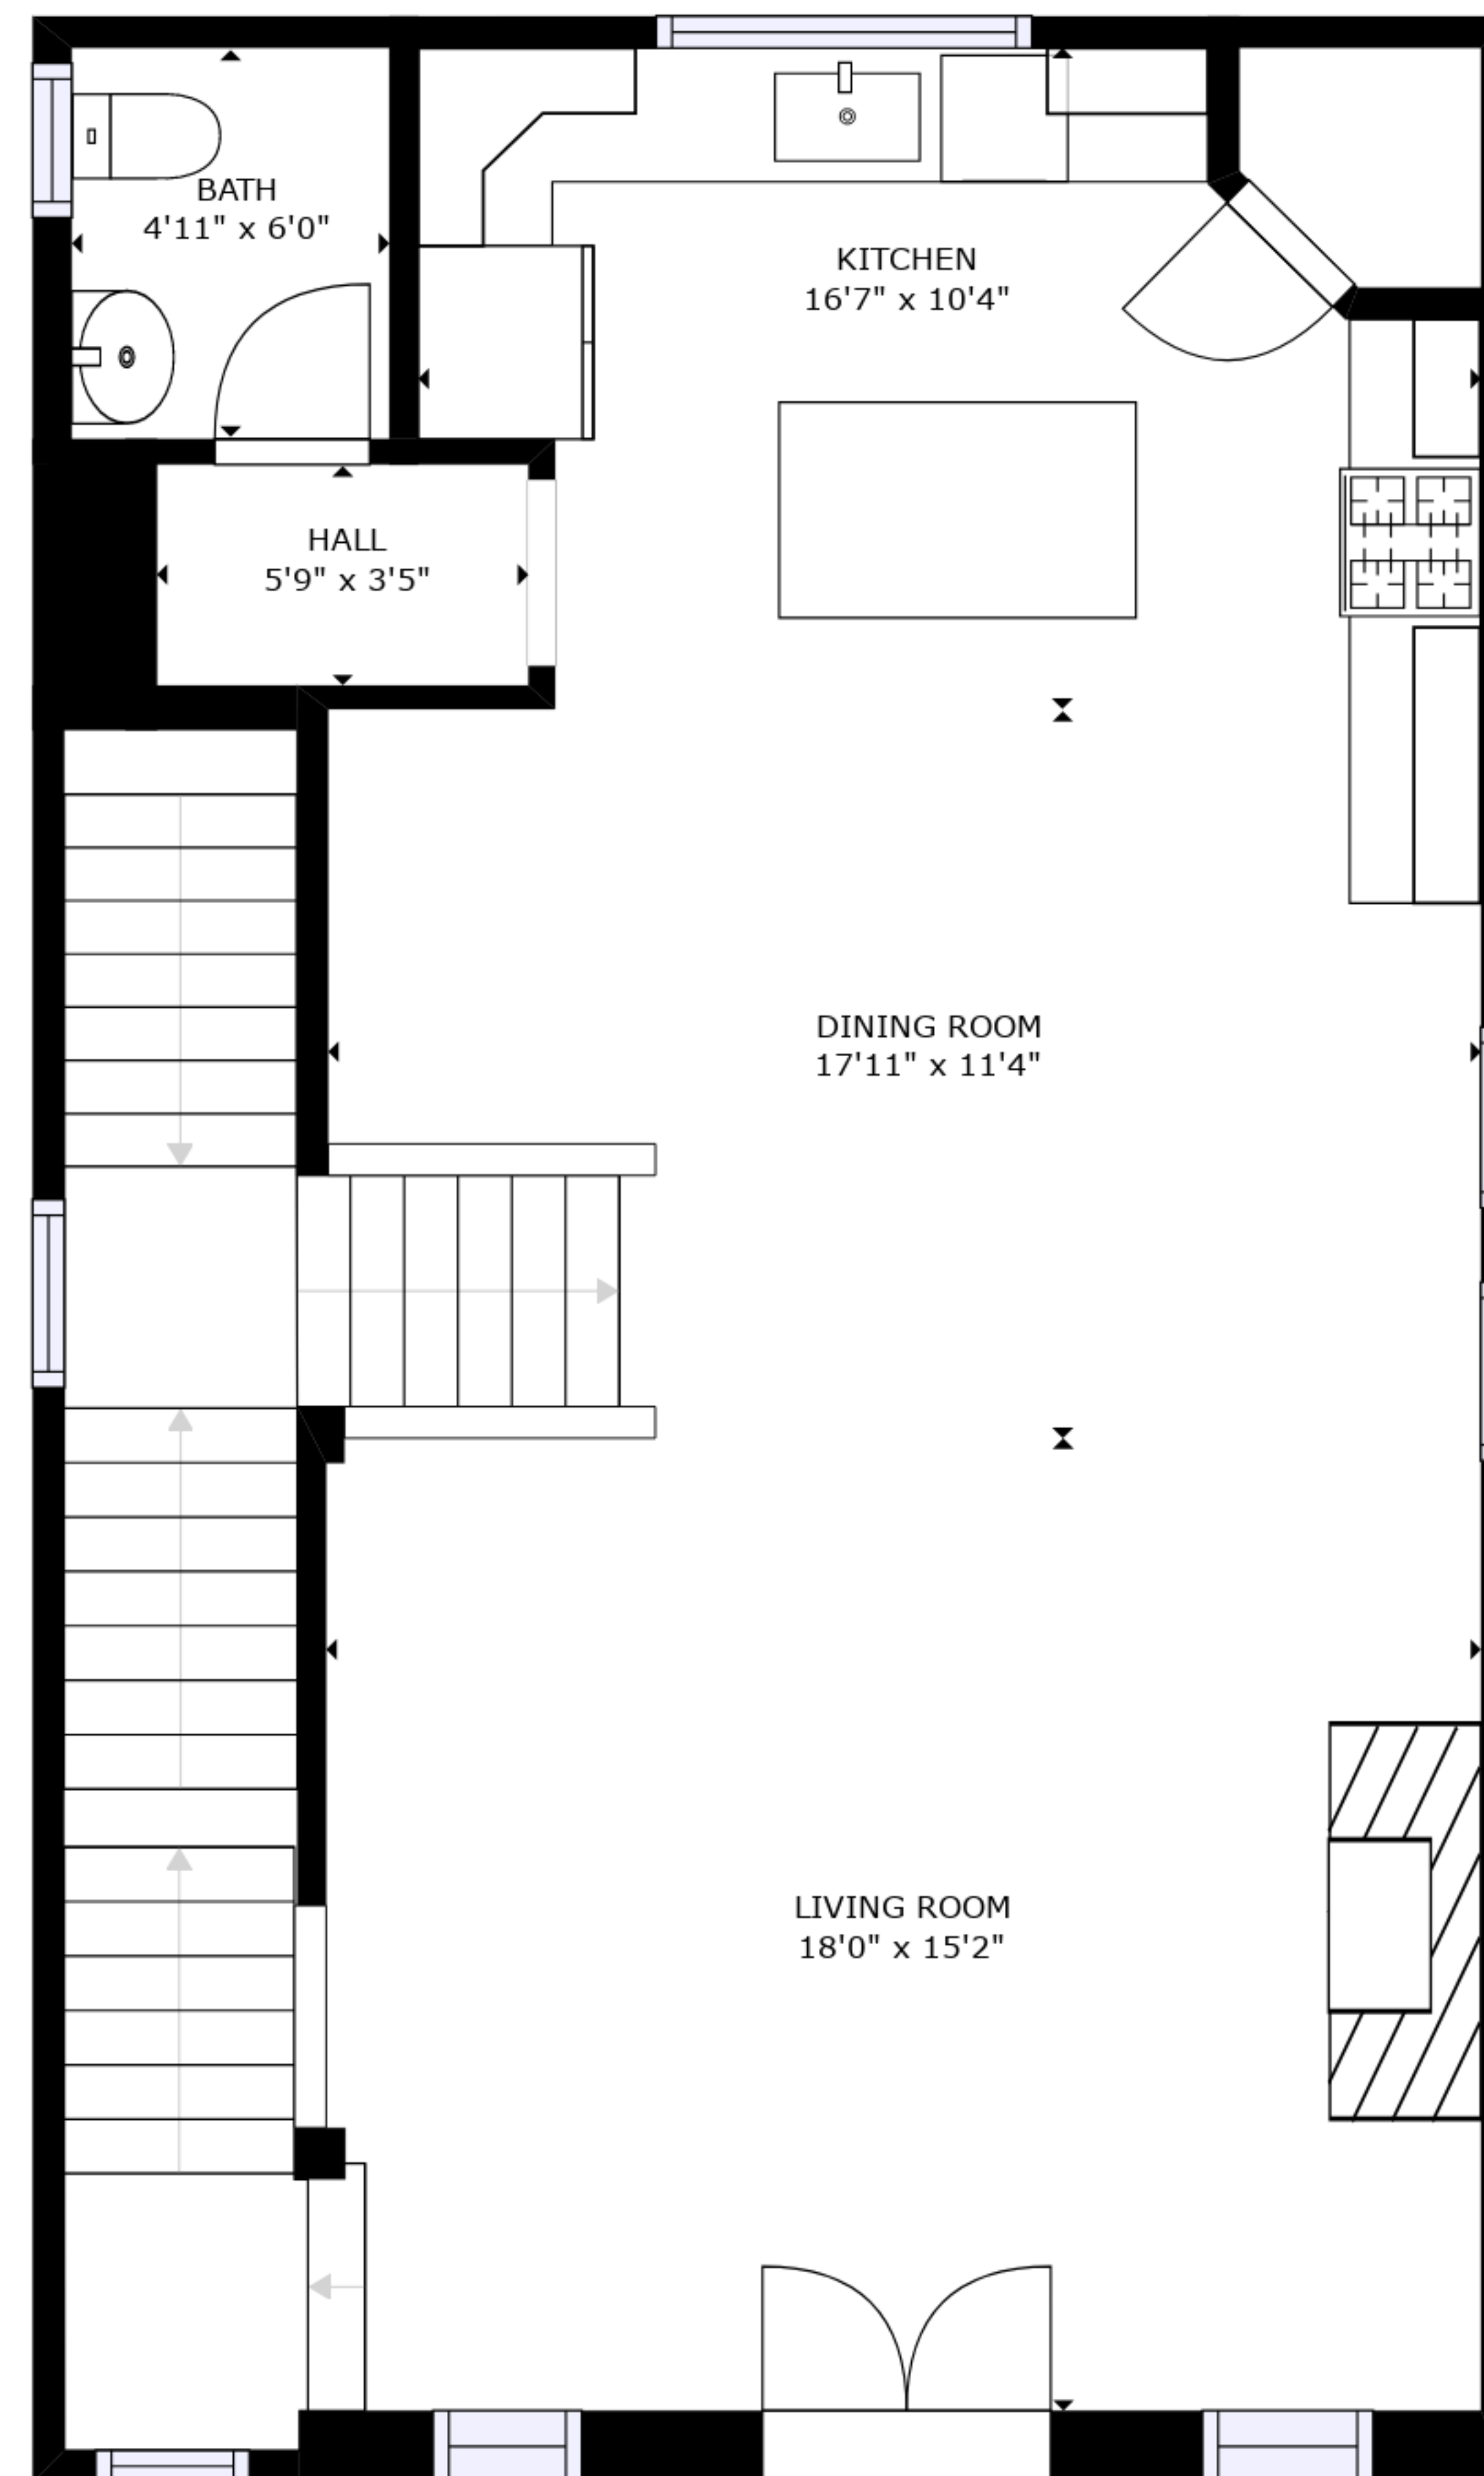 BATH
4'11" x 6'0"
KITCHEN
16'7" x 10'4"
HALL
5'9" x 3'5"
DINING ROOM
17'11" x 11'4"
LIVING ROOM
18'0" x 15'2"